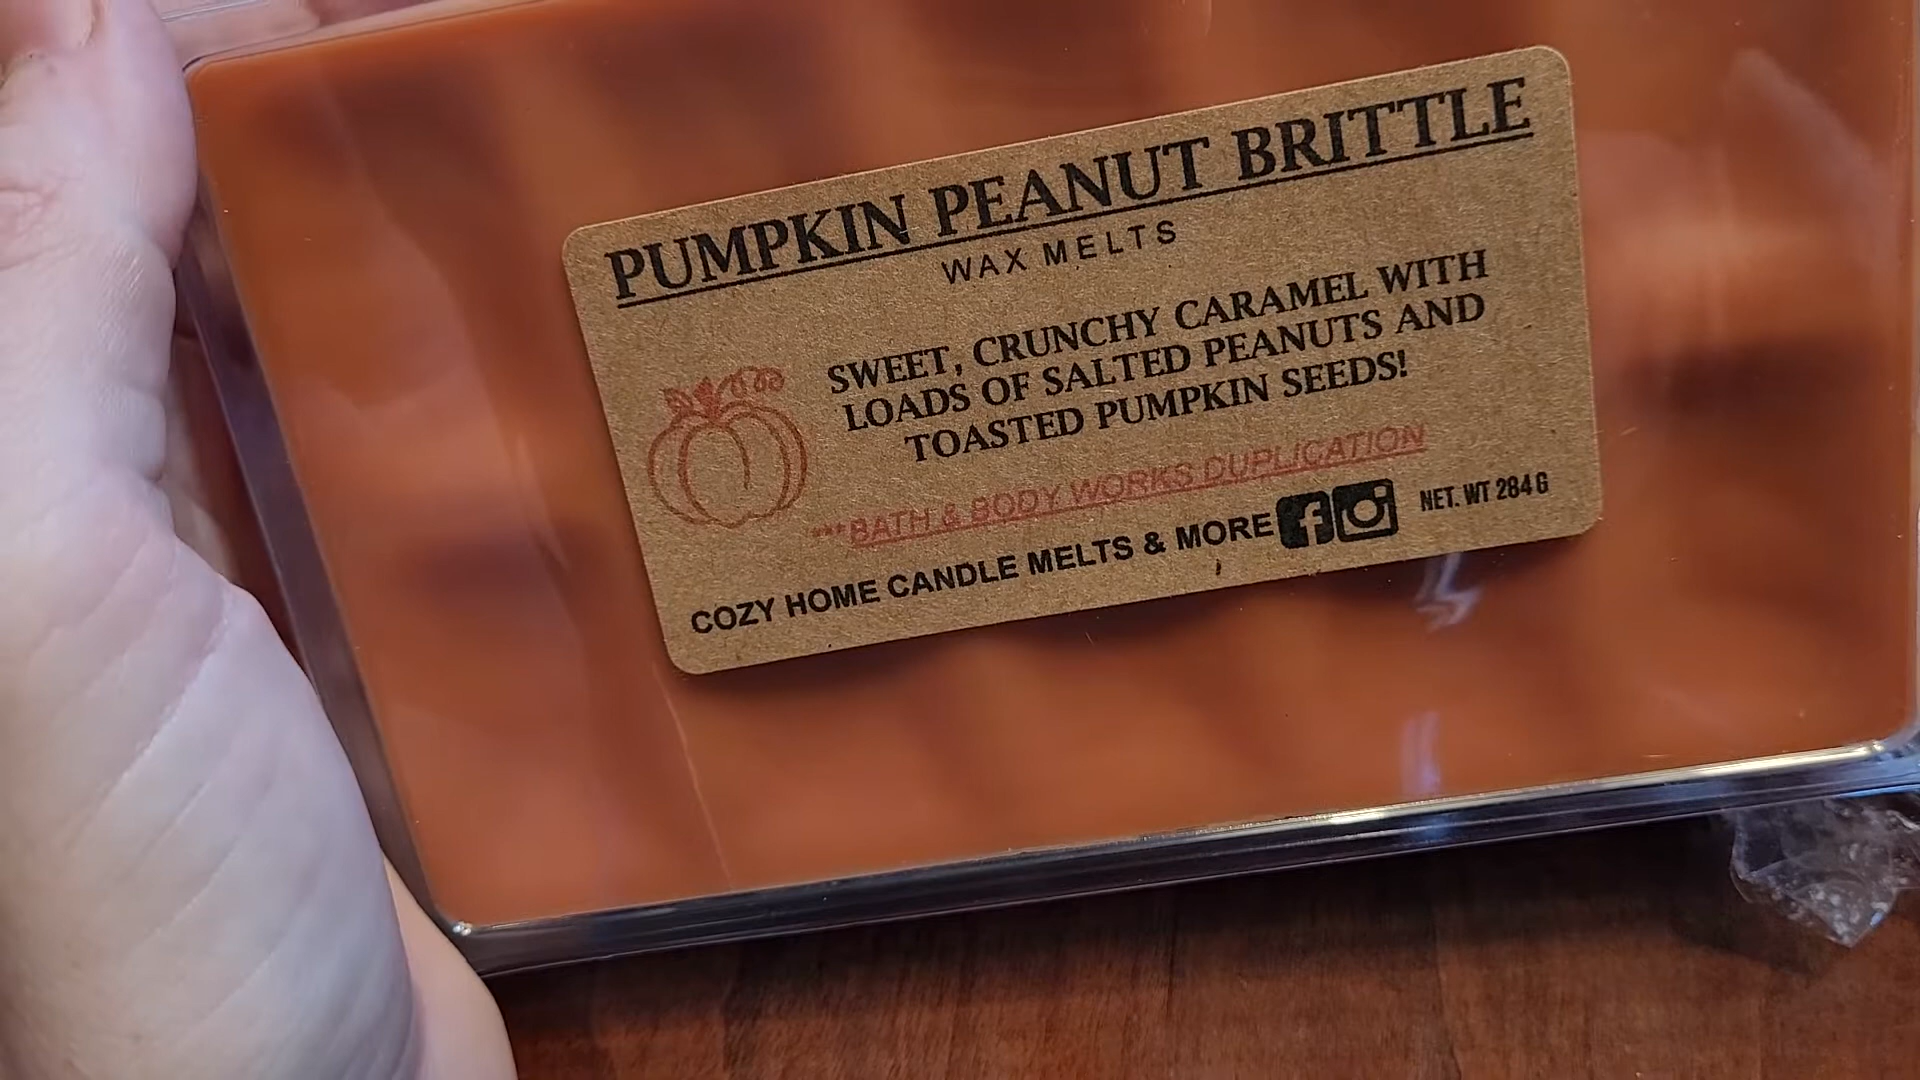 PUMPKIN PEANUT BRITTLE
WAX MELTS
SWEET, CRUNCHY CARAMEL WITH
LOADS OF SALTED PEANUTS AND
TOASTED PUMPKIN SEEDS!
***BATH & BODY WORKS DUPLICATION
COZY HOME CANDLE MELTS & MORE NET. WT 284 G